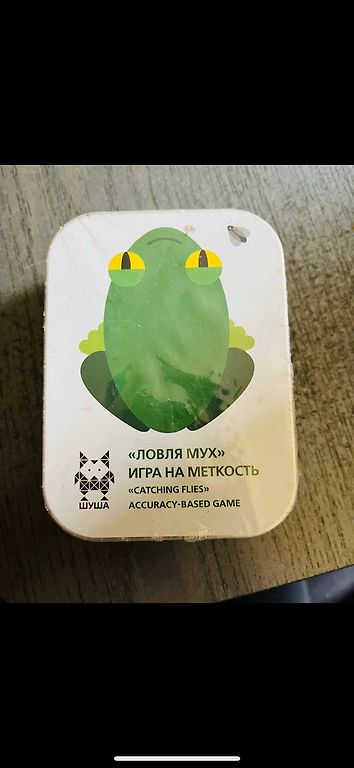 «ЛОВЛЯ МУХ»
ИГРА НА МЕТКОСТЬ
«CATCHING FLIES»
ACCURACY-BASED GAME
ШУША